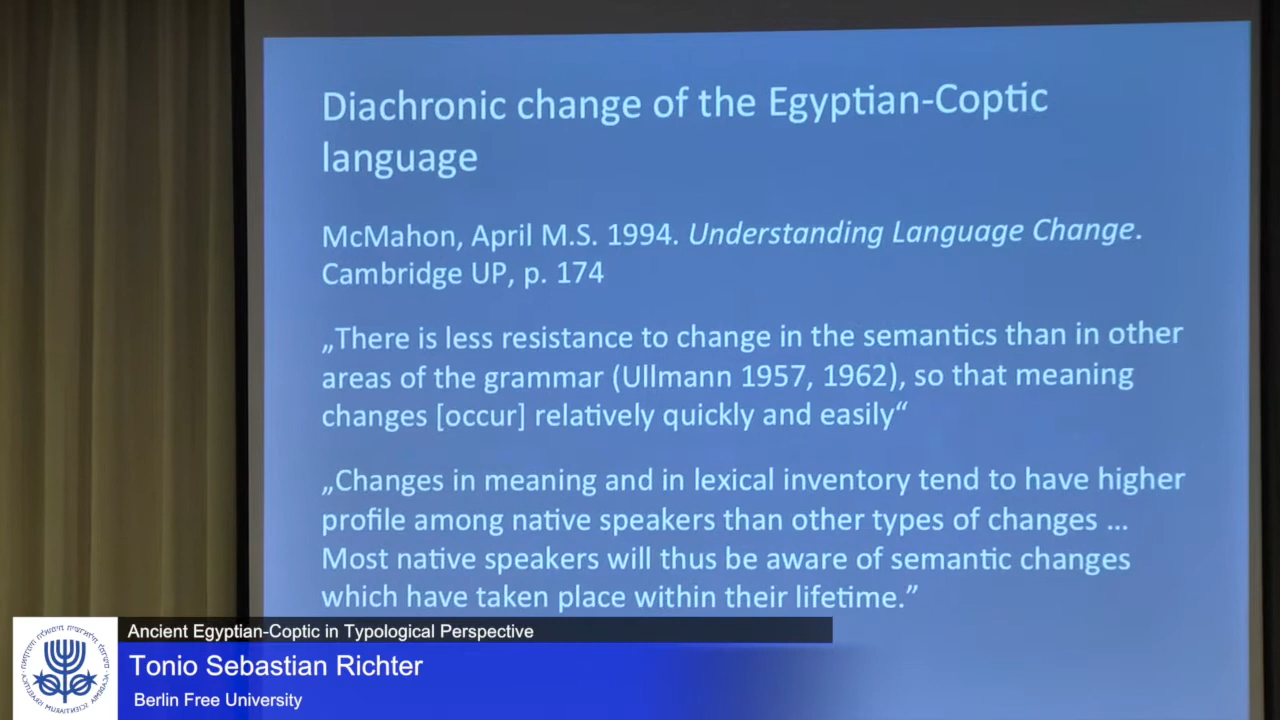 Diachronic change of the Egyptian-Coptic
language
McMahon, April M.S. 1994. Understanding Language Change.
Cambridge UP, p. 174
„There is less resistance to change in the semantics than in other
areas of the grammar (Ullmann 1957, 1962), so that meaning
changes [occur] relatively quickly and easily“
„Changes in meaning and in lexical inventory tend to have higher
profile among native speakers than other types of changes ...
Most native speakers will thus be aware of semantic changes
which have taken place within their lifetime.”
Ancient Egyptian-Coptic in Typological Perspective
Tonio Sebastian Richter
Berlin Free University